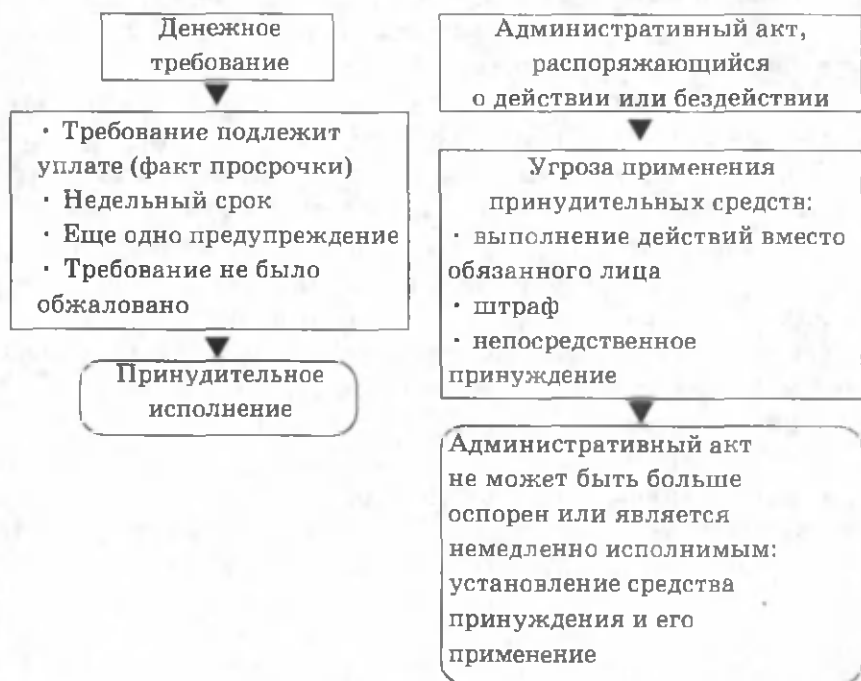 Денежное
требование
· Требование подлежит
уплате (факт просрочки)
· Недельный срок
· Еще одно предупреждение
· Требование не было
обжаловано
Принудительное
исполнение
Административный акт,
распоряжающийся
о действии или бездействии
Угроза применения
принудительных средств:
· выполнение действий вместо
обязанного лица
· штраф
· непосредственное
принуждение
Административный акт
не может быть больше
оспорен или является
немедленно исполнимым:
установление средства
принуждения и его
применение